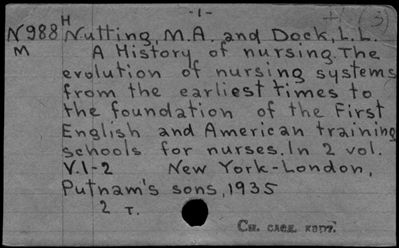 -1-
H
N988 Nutting, M.A. and Dock, L.L.
M A History of nursing. The
evolution of nursing systems
from the earliest times to
the foundation of the First
English and American training
schools for nurses. In 2 vol.
V.1-2 New York-London,
Putnam's sons, 1935
2 т.
См. след. карт.